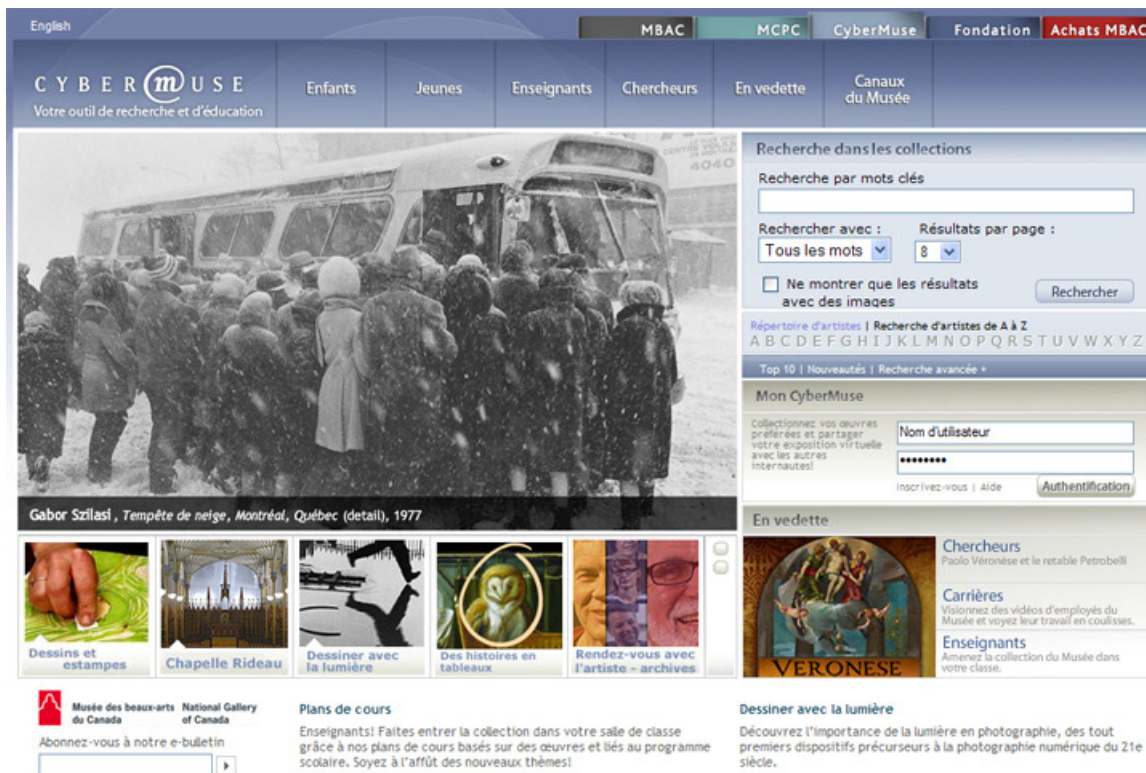 English
MBAC
MCPC
CyberMuse
Fondation
Achats MBAC
CYBERMUSE
Votre outil de recherche et d'éducation
Enfants
Jeunes
Enseignants
Chercheurs
En vedette
Canaux
du Musée
4040
Gabor Szilasi, Tempête de neige, Montréal, Québec (detail), 1977
Recherche dans les collections
Recherche par mots clés
Rechercher avec : Résultats par page :
Tous les mots 8
Ne montrer que les résultats
avec des images
Rechercher
Répertoire d'artistes | Recherche d'artistes de A à Z
A B C D E F G H I J K L M N O P Q R S T U V W X Y Z
Top 10 | Nouveautés | Recherche avancée +
Mon CyberMuse
Collectionnez vos œuvres
préférées et partager
votre exposition virtuelle
avec les autres
internautes!
Nom d'utilisateur
••••••••
Inscrivez-vous | Aide
Authentification
En vedette
VERONESE
Chercheurs
Paolo Véronèse et le retable Petrobelli
Carrières
Visionnez des vidéos d'employés du
Musée et voyez leur travail en coulisses.
Enseignants
Amenez la collection du Musée dans
votre classe.
Dessins et
estampes
Chapelle Rideau
Dessiner avec
la lumière
Des histoires en
tableaux
Rendez-vous avec
l'artiste - archives
Musée des beaux-arts National Gallery
du Canada of Canada
Abonnez-vous à notre e-bulletin
Plans de cours
Enseignants! Faites entrer la collection dans votre salle de classe
grâce à nos plans de cours basés sur des œuvres et liés au programme
scolaire. Soyez à l'affût des nouveaux thèmes!
Dessiner avec la lumière
Découvrez l'importance de la lumière en photographie, des tout
premiers dispositifs précurseurs à la photographie numérique du 21e
siècle.